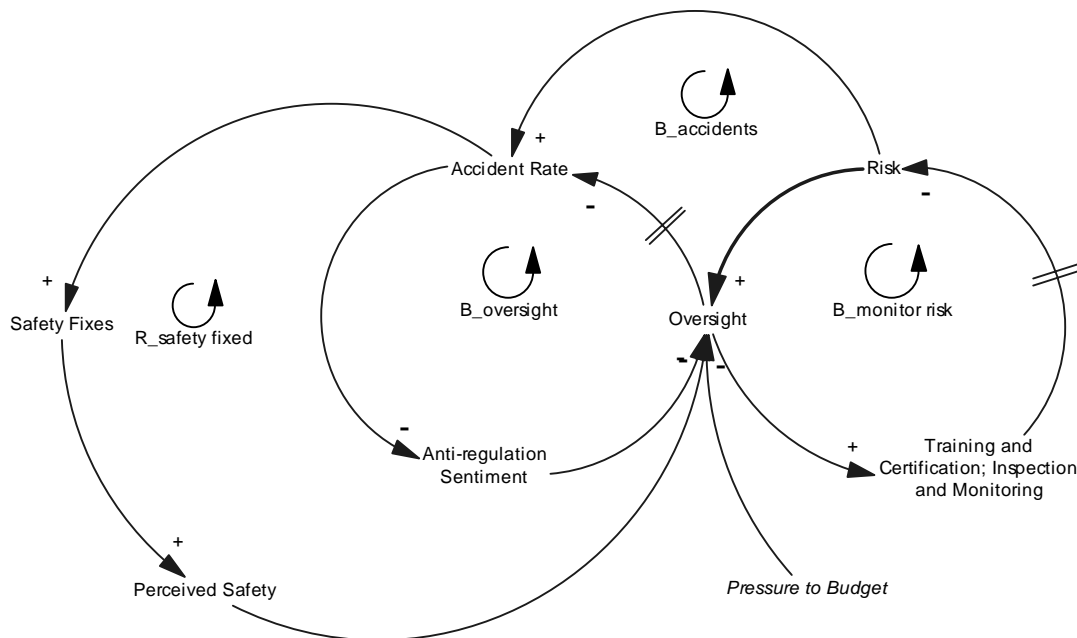 B_accidents
+
Accident Rate
Risk
-
-
+
B_oversight
B_monitor risk
+
Safety Fixes
R_safety fixed
Oversight
-
-
-
+
Anti-regulation
Sentiment
Training and
Certification; Inspection
and Monitoring
+
Perceived Safety
Pressure to Budget